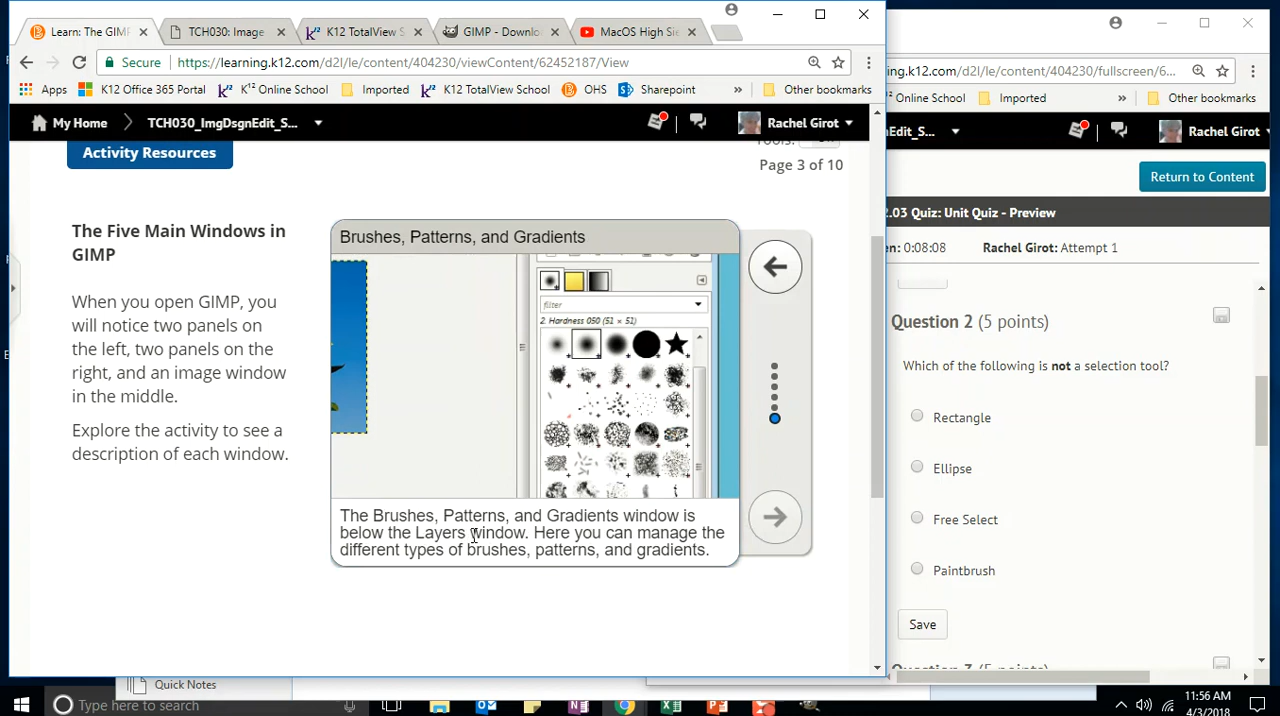 Learn: The GIM
TCH030: Image
K12 TotalView S
GIMP - Downlo
MacOS High Sie
Secure
https://learning.k12.com/d2l/le/content/404230/viewContent/62452187/View
Apps
K12 Office 365 Portal
K¹² Online School
Imported
K12 TotalView School
OHS
Sharepoint
»
Other bookmarks
My Home
TCH030_ImgDsgnEdit_S...
Rachel Girot
Activity Resources
Page 3 of 10
The Five Main Windows in
GIMP
When you open GIMP, you
will notice two panels on
the left, two panels on the
right, and an image window
in the middle.
Explore the activity to see a
description of each window.
Brushes, Patterns, and Gradients
filter
2. Hardness 050 (51 × 51)
The Brushes, Patterns, and Gradients window is
below the Layers window. Here you can manage the
different types of brushes, patterns, and gradients.
ning.k12.com/d2l/le/content/404230/fullscreen/6...
Online School
Imported
»
Other bookmarks
dit_S...
Rachel Girot
Return to Content
2.03 Quiz: Unit Quiz - Preview
en: 0:08:08
Rachel Girot: Attempt 1
Question 2 (5 points)
Which of the following is not a selection tool?
Rectangle
Ellipse
Free Select
Paintbrush
Save
Quick Notes
Type here to search
11:56 AM
4/3/2018